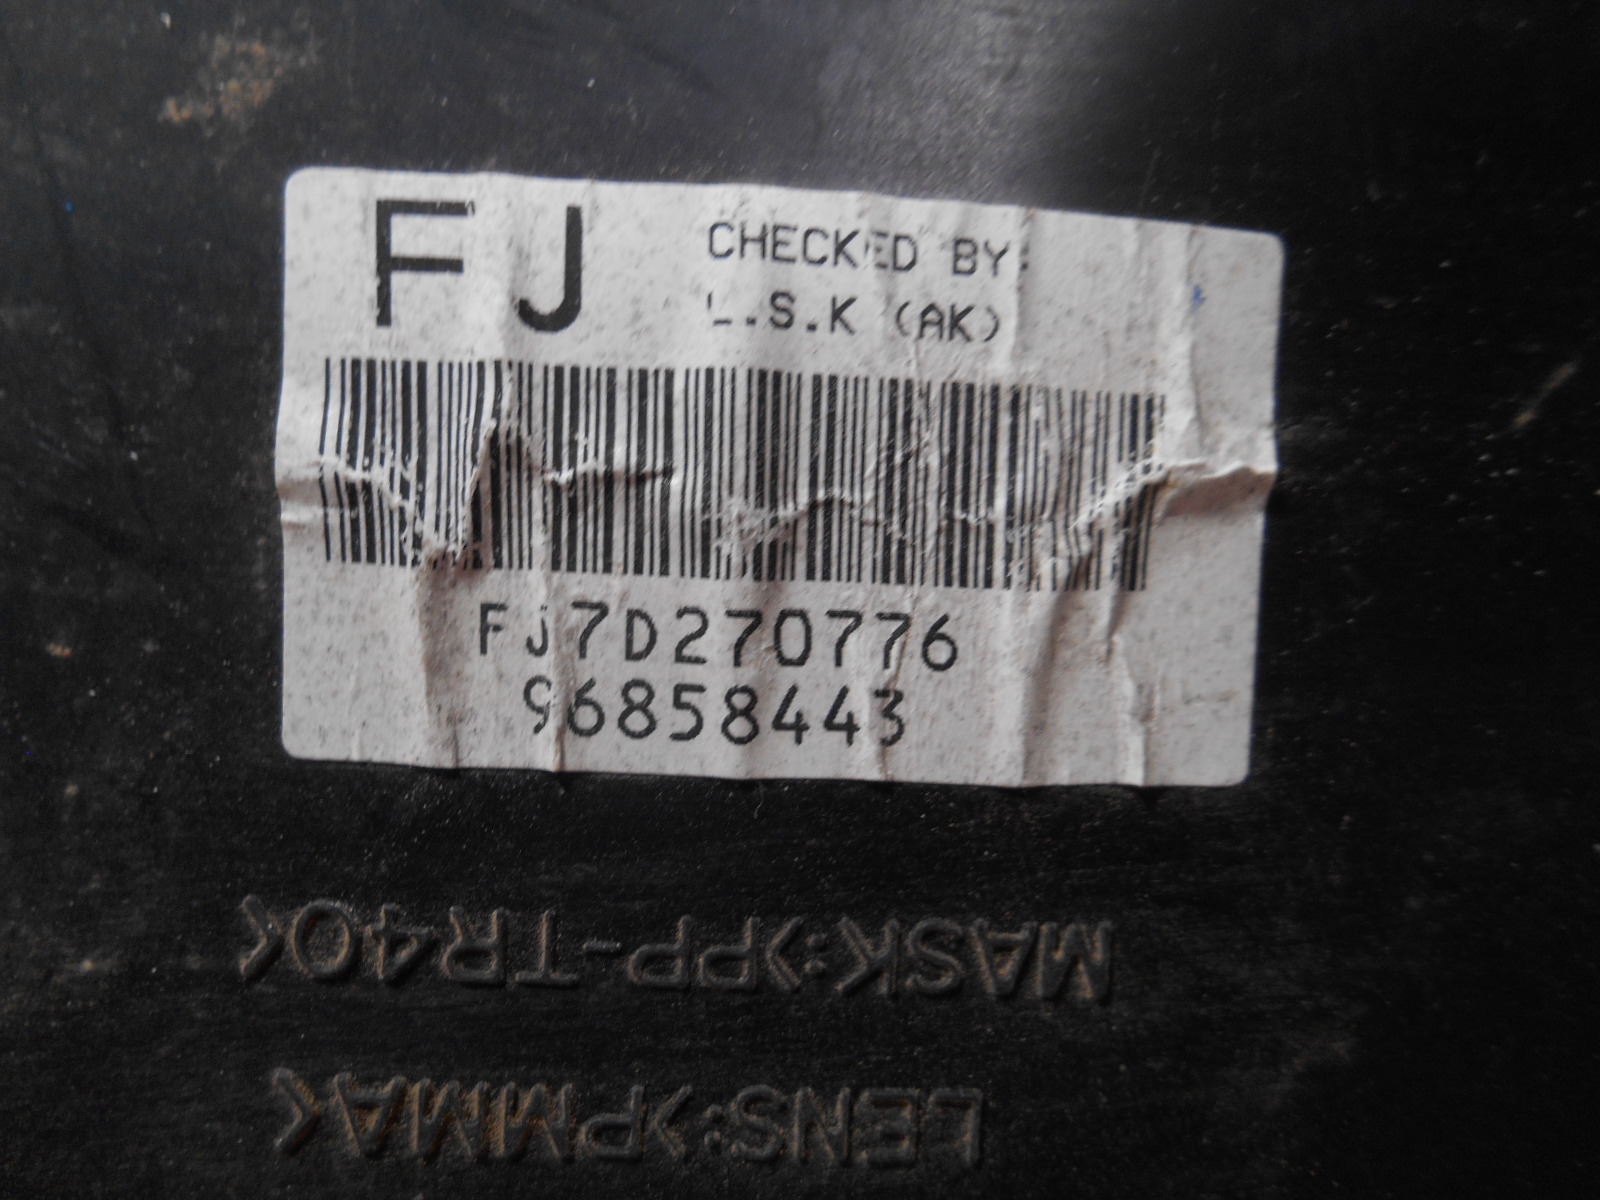 FJ
CHECKED BY:
L.S.K (AK)
FJ7D270776
96858443
MASK:>PP-TR40<
LENS:>PMMA<